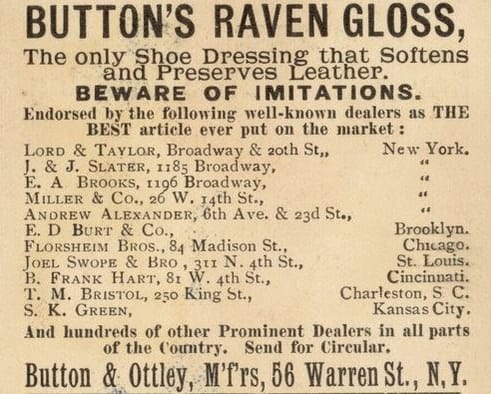 BUTTON'S RAVEN GLOSS,
The only Shoe Dressing that Softens
and Preserves Leather.
BEWARE OF IMITATIONS.
Endorsed by the following well-known dealers as THE
BEST article ever put on the market:
LORD & TAYLOR, Broadway & 20th St,, New York.
J. & J. SLATER, 1185 Broadway, "
E. A BROOKS, 1196 Broadway, "
MILLER & Co., 26 W. 14th St., "
ANDREW ALEXANDER, 6th Ave. & 23d St., "
E. D BURT & Co., Brooklyn.
FLORSHEIM BROS., 84 Madison St., Chicago.
JOEL SWOPE & BRO, 311 N. 4th St., St. Louis.
B. FRANK HART, 81 W. 4th St., Cincinnati.
T. M. BRISTOL, 250 King St., Charleston, S C.
S. K. GREEN, Kansas City.
And hundreds of other Prominent Dealers in all parts
of the Country. Send for Circular.
Button & Ottley, M'f'rs, 56 Warren St., N.Y.